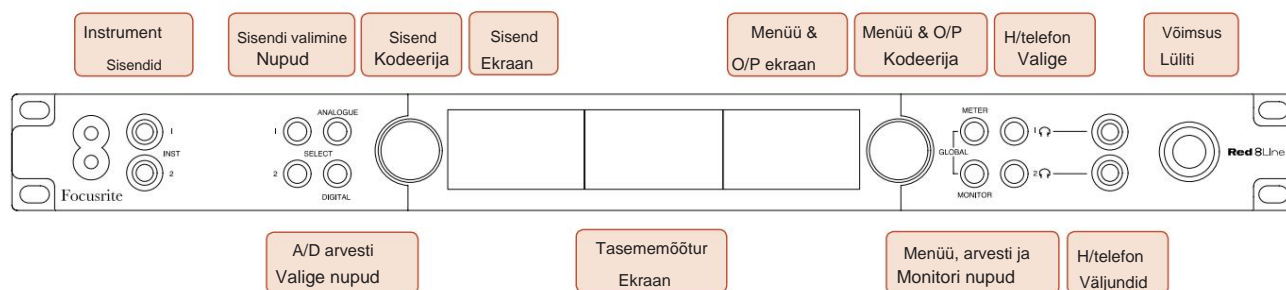 Instrument
Sisendid
Sisendi valimine
Nupud
Sisend
Kodeerija
Sisend
Ekraan
Menüü &
O/P ekraan
Menüü & O/P
Kodeerija
H/telefon
Valige
Võimsus
Lüliti
ANALOGUE
1
INST
2
1
SELECT
2
DIGITAL
Focusrite
METER
GLOBAL
MONITOR
1
2
Red 8Line
A/D arvesti
Valige nupud
Tasememõõtur
Ekraan
Menüü, arvesti ja
Monitori nupud
H/telefon
Väljundid